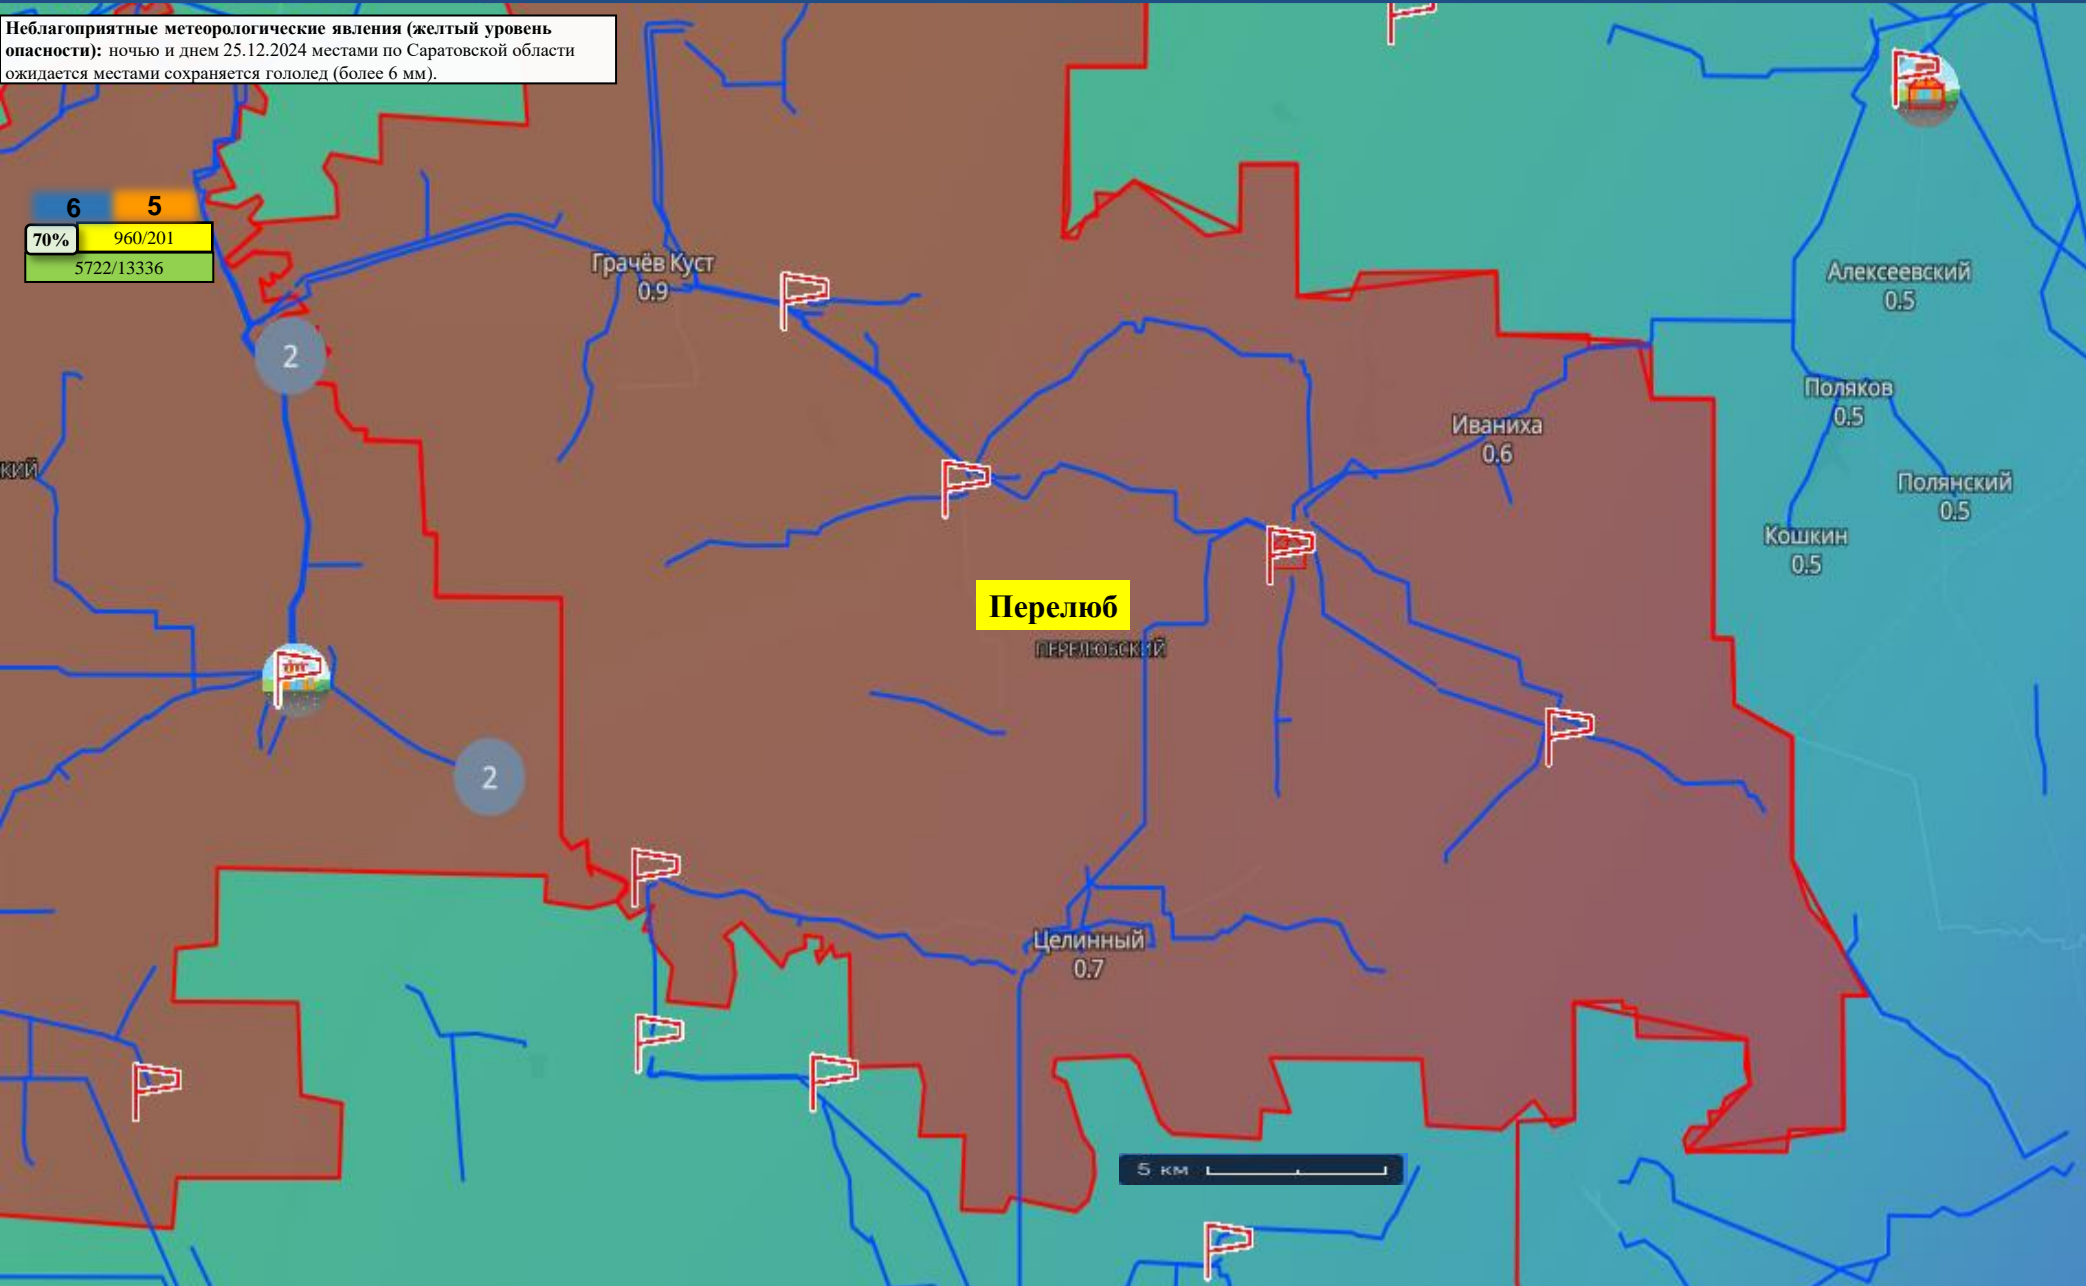 Неблагоприятные метеорологические явления (желтый уровень
опасности): ночью и днем 25.12.2024 местами по Саратовской области
ожидается местами сохраняется гололед (более 6 мм).
6 5
70% 960/201
5722/13336
Грачёв Куст
0.9
2
Алексеевский
0.5
Поляков
0.5
Иваниха
0.6
кий
Полянский
0.5
Кошкин
0.5
Перелюб
ПЕРЕЛЮБСКИЙ
2
Целинный
0.7
5 км